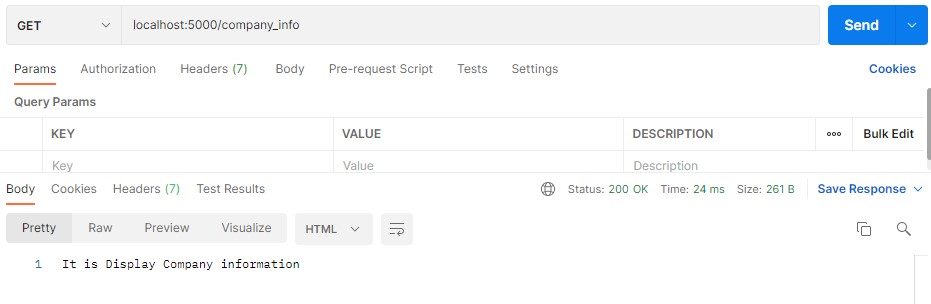 GET localhost:5000/company_info Send
Params Authorization Headers (7) Body Pre-request Script Tests Settings Cookies
Query Params
KEY VALUE DESCRIPTION ooo Bulk Edit
Key Value Description
Body Cookies Headers (7) Test Results Status: 200 OK Time: 24 ms Size: 261 B Save Response
Pretty Raw Preview Visualize HTML
1 It is Display Company information